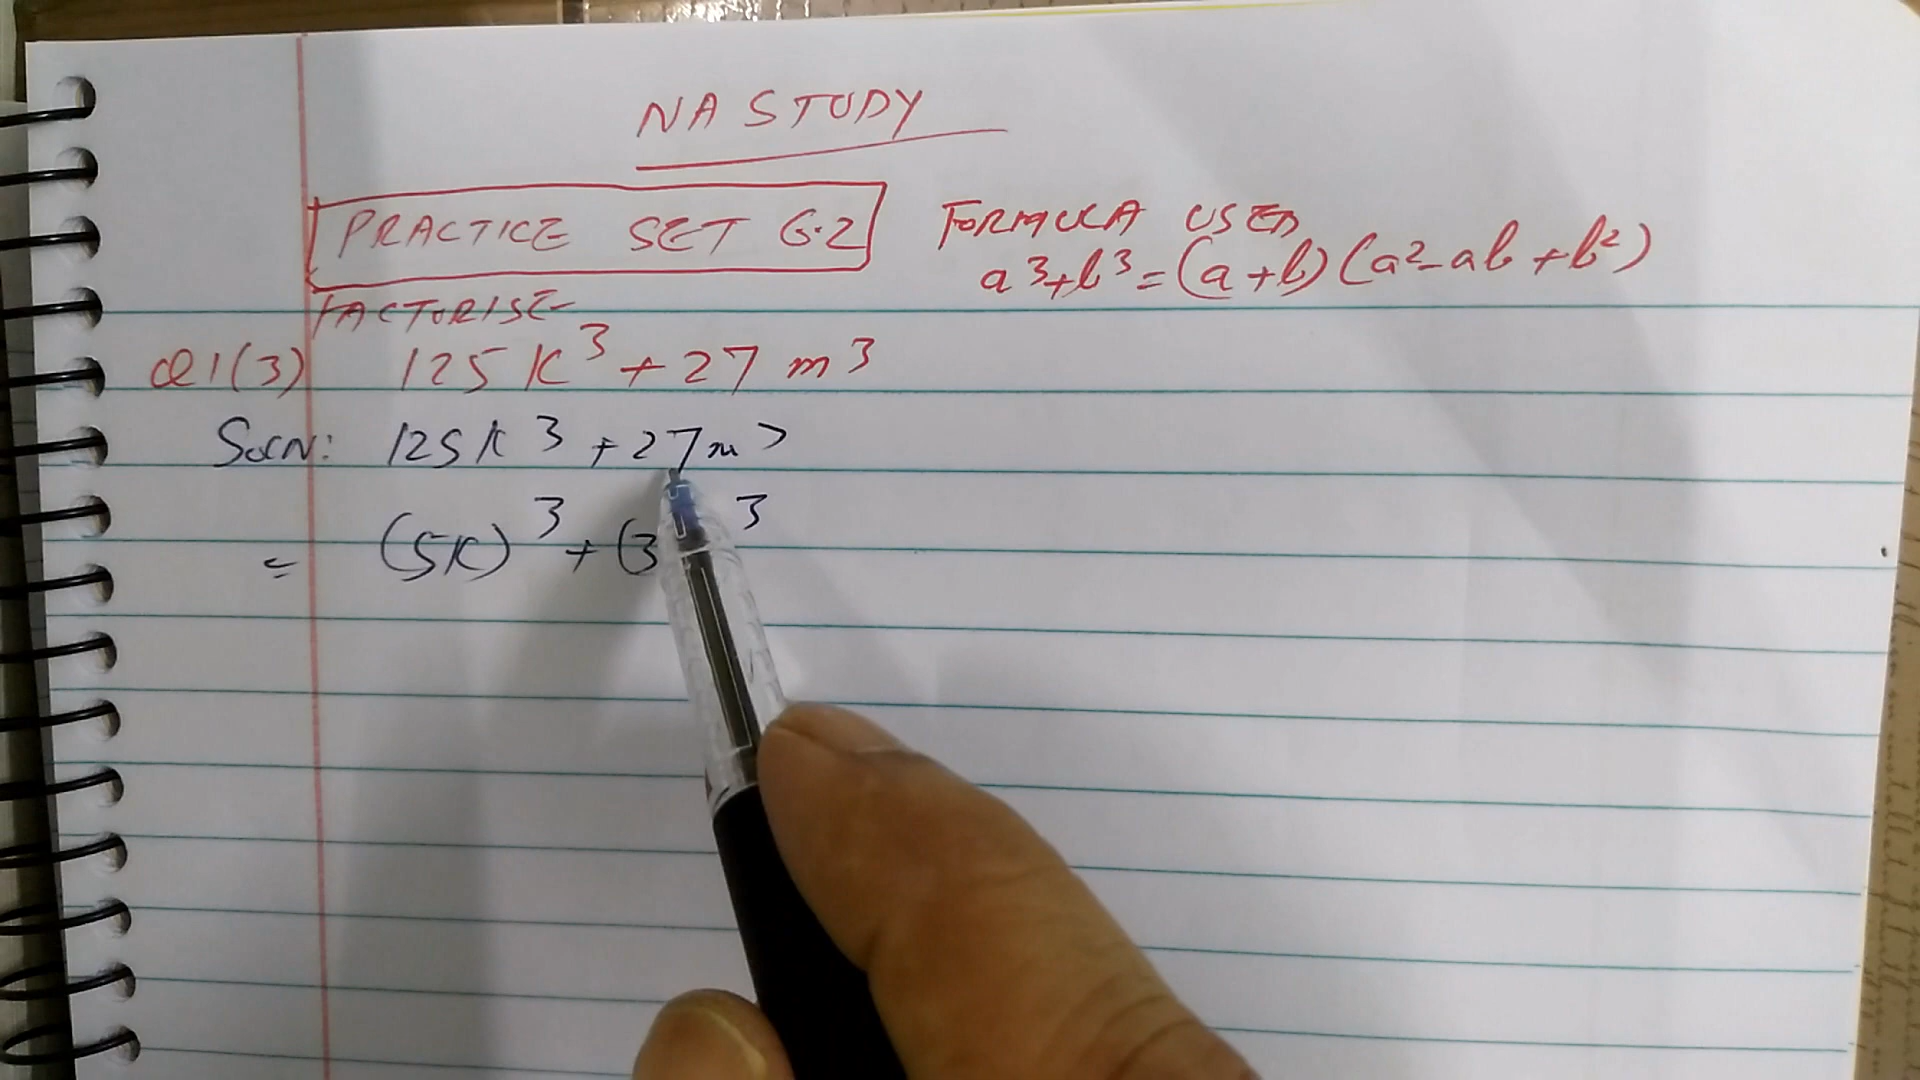 NA STUDY
PRACTICE SET 6.2
FORMULA USED
a³+b³=(a+b)(a²-ab+b²)
FACTORISE
Q1(3) 125K³+27m³
SOLN: 125K³+27m³
= (5K)³+(3 ³